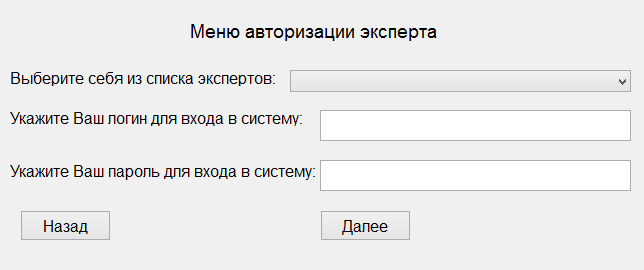 Меню авторизации эксперта
Выберите себя из списка экспертов:
Укажите Ваш логин для входа в систему:
Укажите Ваш пароль для входа в систему:
Назад Далее